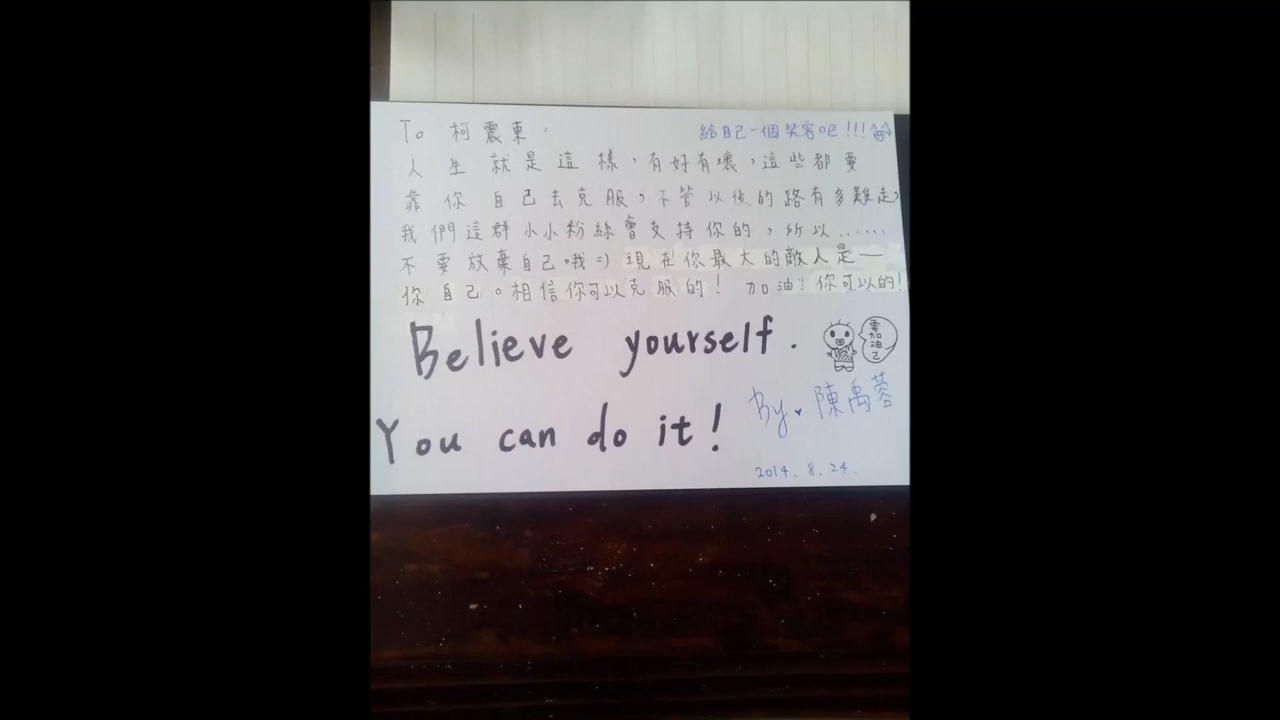 To 柯震東：
給自己一個笑容吧!!!^^
人生就是這樣，有好有壞，這些都要
靠你自己去克服，不管以後的路有多難走，
我們這群小小粉絲會支持你的，所以……
不要放棄自己哦=) 現在你最大的敵人是—
你自己。相信你可以克服的! 加油! 你可以的!
Believe yourself.
要加油ㄛ
You can do it!
By. 陳禹蓉
2014. 8. 24.